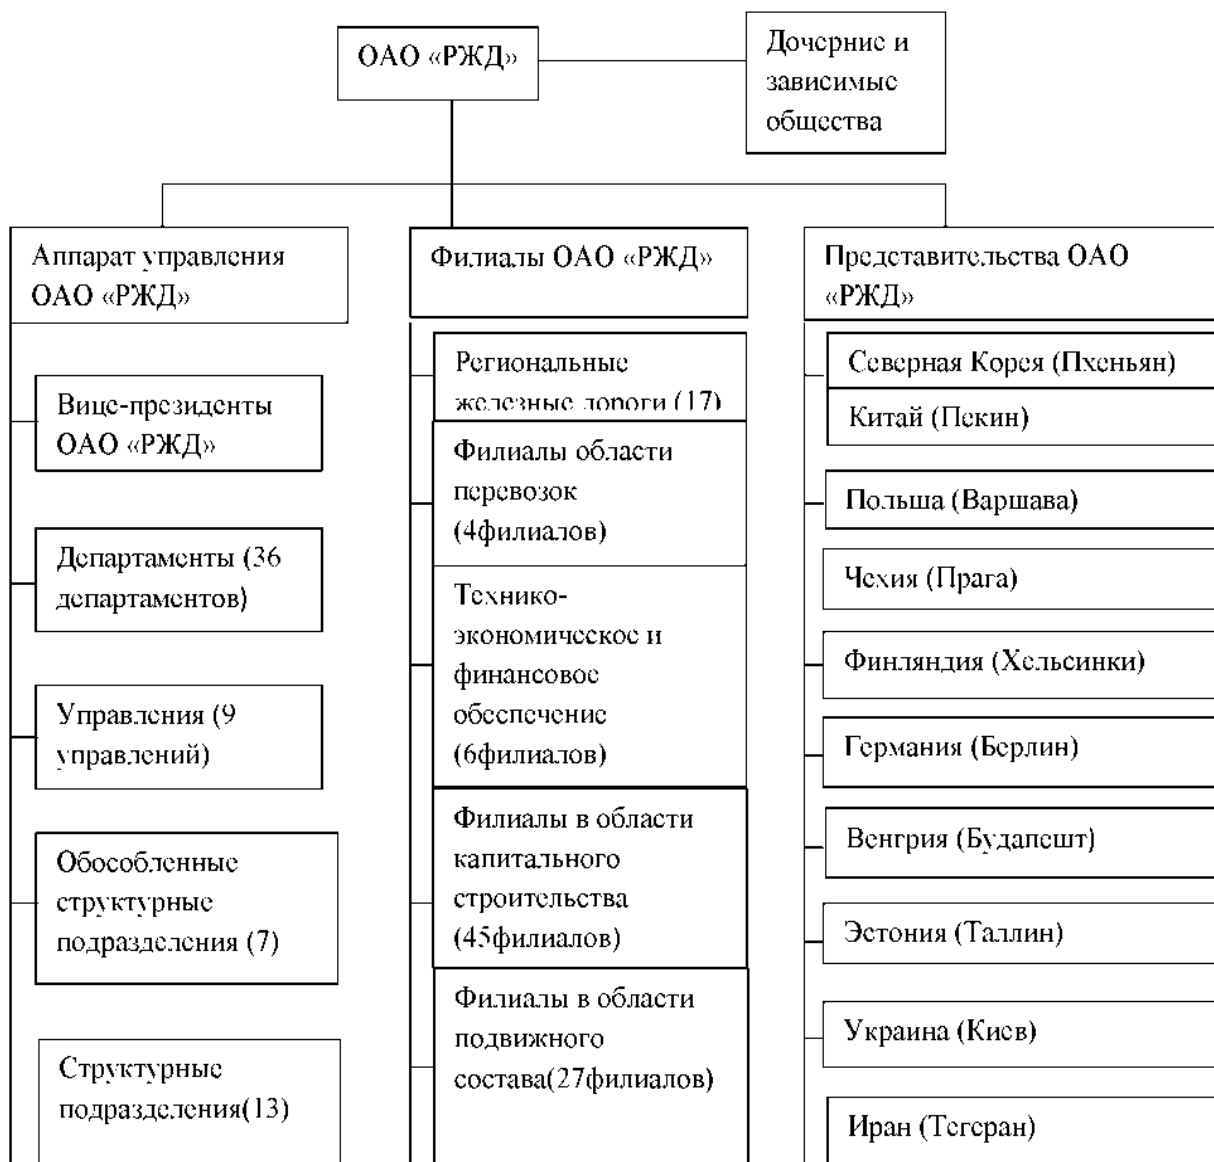 ОАО «РЖД»
Дочерние и
зависимые
общества
Аппарат управления
ОАО «РЖД»
Вице-президенты
ОАО «РЖД»
Департаменты (36
департаментов)
Управления (9
управлений)
Обособленные
структурные
подразделения (7)
Структурные
подразделения(13)
Филиалы ОАО «РЖД»
Региональные
железные дороги (17)
Филиалы области
перевозок
(4филиалов)
Технико-
экономическое и
финансовое
обеспечение
(6филиалов)
Филиалы в области
капитального
строительства
(45филиалов)
Филиалы в области
подвижного
состава(27филиалов)
Представительства ОАО
«РЖД»
Северная Корея (Пхеньян)
Китай (Пекин)
Польша (Варшава)
Чехия (Прага)
Финляндия (Хельсинки)
Германия (Берлин)
Венгрия (Будапешт)
Эстония (Таллин)
Украина (Киев)
Иран (Тегеран)